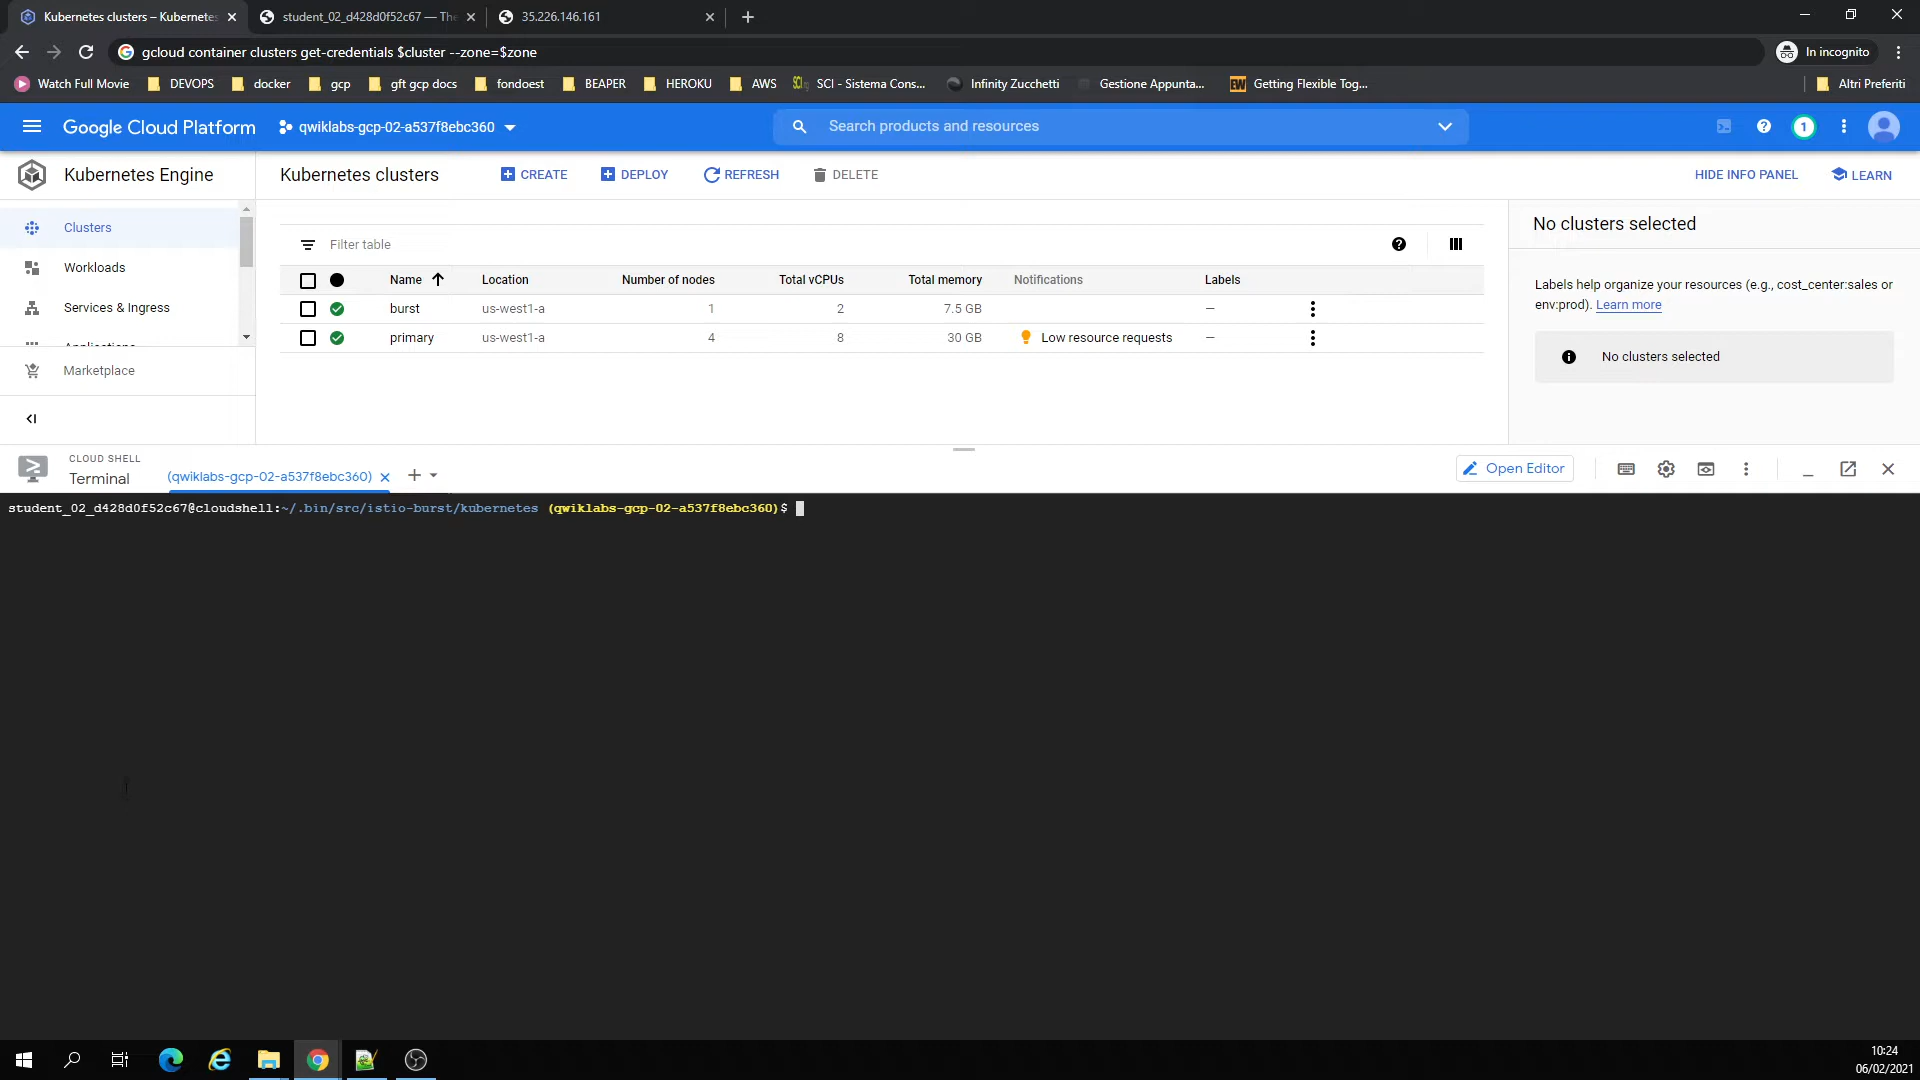 Kubernetes clusters – Kubernetes
student_02_d428d0f52c67 — The
35.226.146.161
gcloud container clusters get-credentials $cluster --zone=$zone
In incognito
Watch Full Movie
DEVOPS
docker
gcp
gft gcp docs
fondoest
BEAPER
HEROKU
AWS
SCI - Sistema Cons...
Infinity Zucchetti
Gestione Appunta...
Getting Flexible Tog...
Altri Preferiti
Google Cloud Platform
qwiklabs-gcp-02-a537f8ebc360
Search products and resources
1
Kubernetes Engine
Kubernetes clusters
CREATE
DEPLOY
REFRESH
DELETE
HIDE INFO PANEL
LEARN
Clusters
Workloads
Services & Ingress
Applications
Marketplace
Filter table
Name Location Number of nodes Total vCPUs Total memory Notifications Labels
burst us-west1-a 1 2 7.5 GB —
primary us-west1-a 4 8 30 GB Low resource requests —
No clusters selected
Labels help organize your resources (e.g., cost_center:sales or
env:prod). Learn more
No clusters selected
CLOUD SHELL
Terminal
(qwiklabs-gcp-02-a537f8ebc360)
Open Editor
student_02_d428d0f52c67@cloudshell:~/.bin/src/istio-burst/kubernetes (qwiklabs-gcp-02-a537f8ebc360)$
10:24
06/02/2021